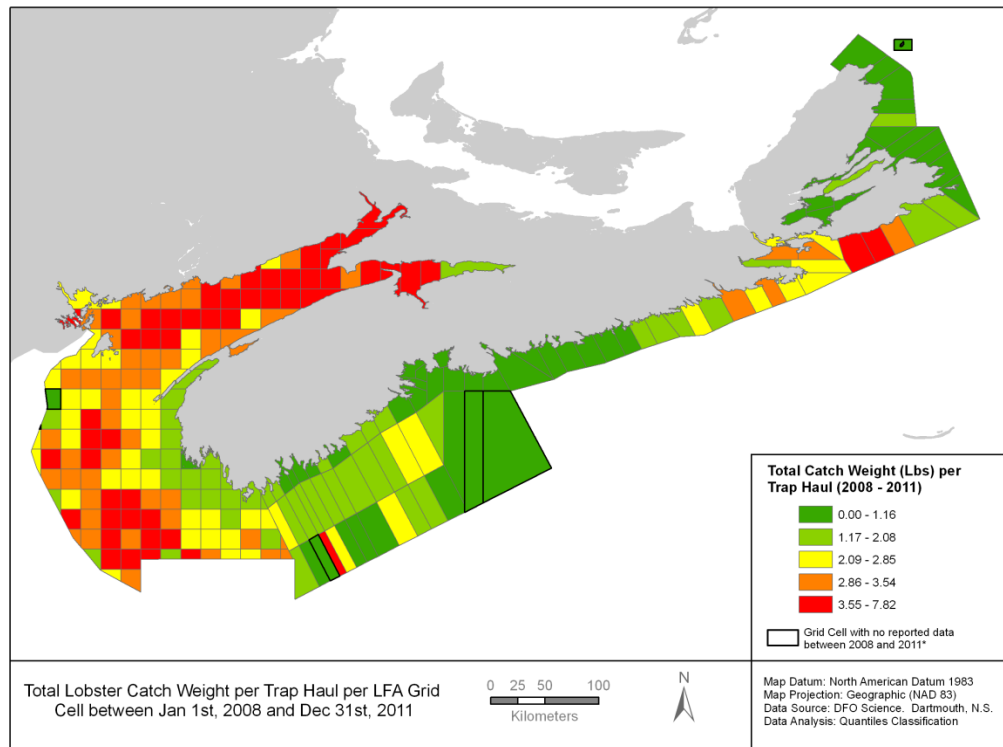 Total Catch Weight (Lbs) per
Trap Haul (2008 - 2011)
0.00 - 1.16
1.17 - 2.08
2.09 - 2.85
2.86 - 3.54
3.55 - 7.82
Grid Cell with no reported data
between 2008 and 2011*
Total Lobster Catch Weight per Trap Haul per LFA Grid
Cell between Jan 1st, 2008 and Dec 31st, 2011
0 25 50 100
Kilometers
N
Map Datum: North American Datum 1983
Map Projection: Geographic (NAD 83)
Data Source: DFO Science. Dartmouth, N.S.
Data Analysis: Quantiles Classification